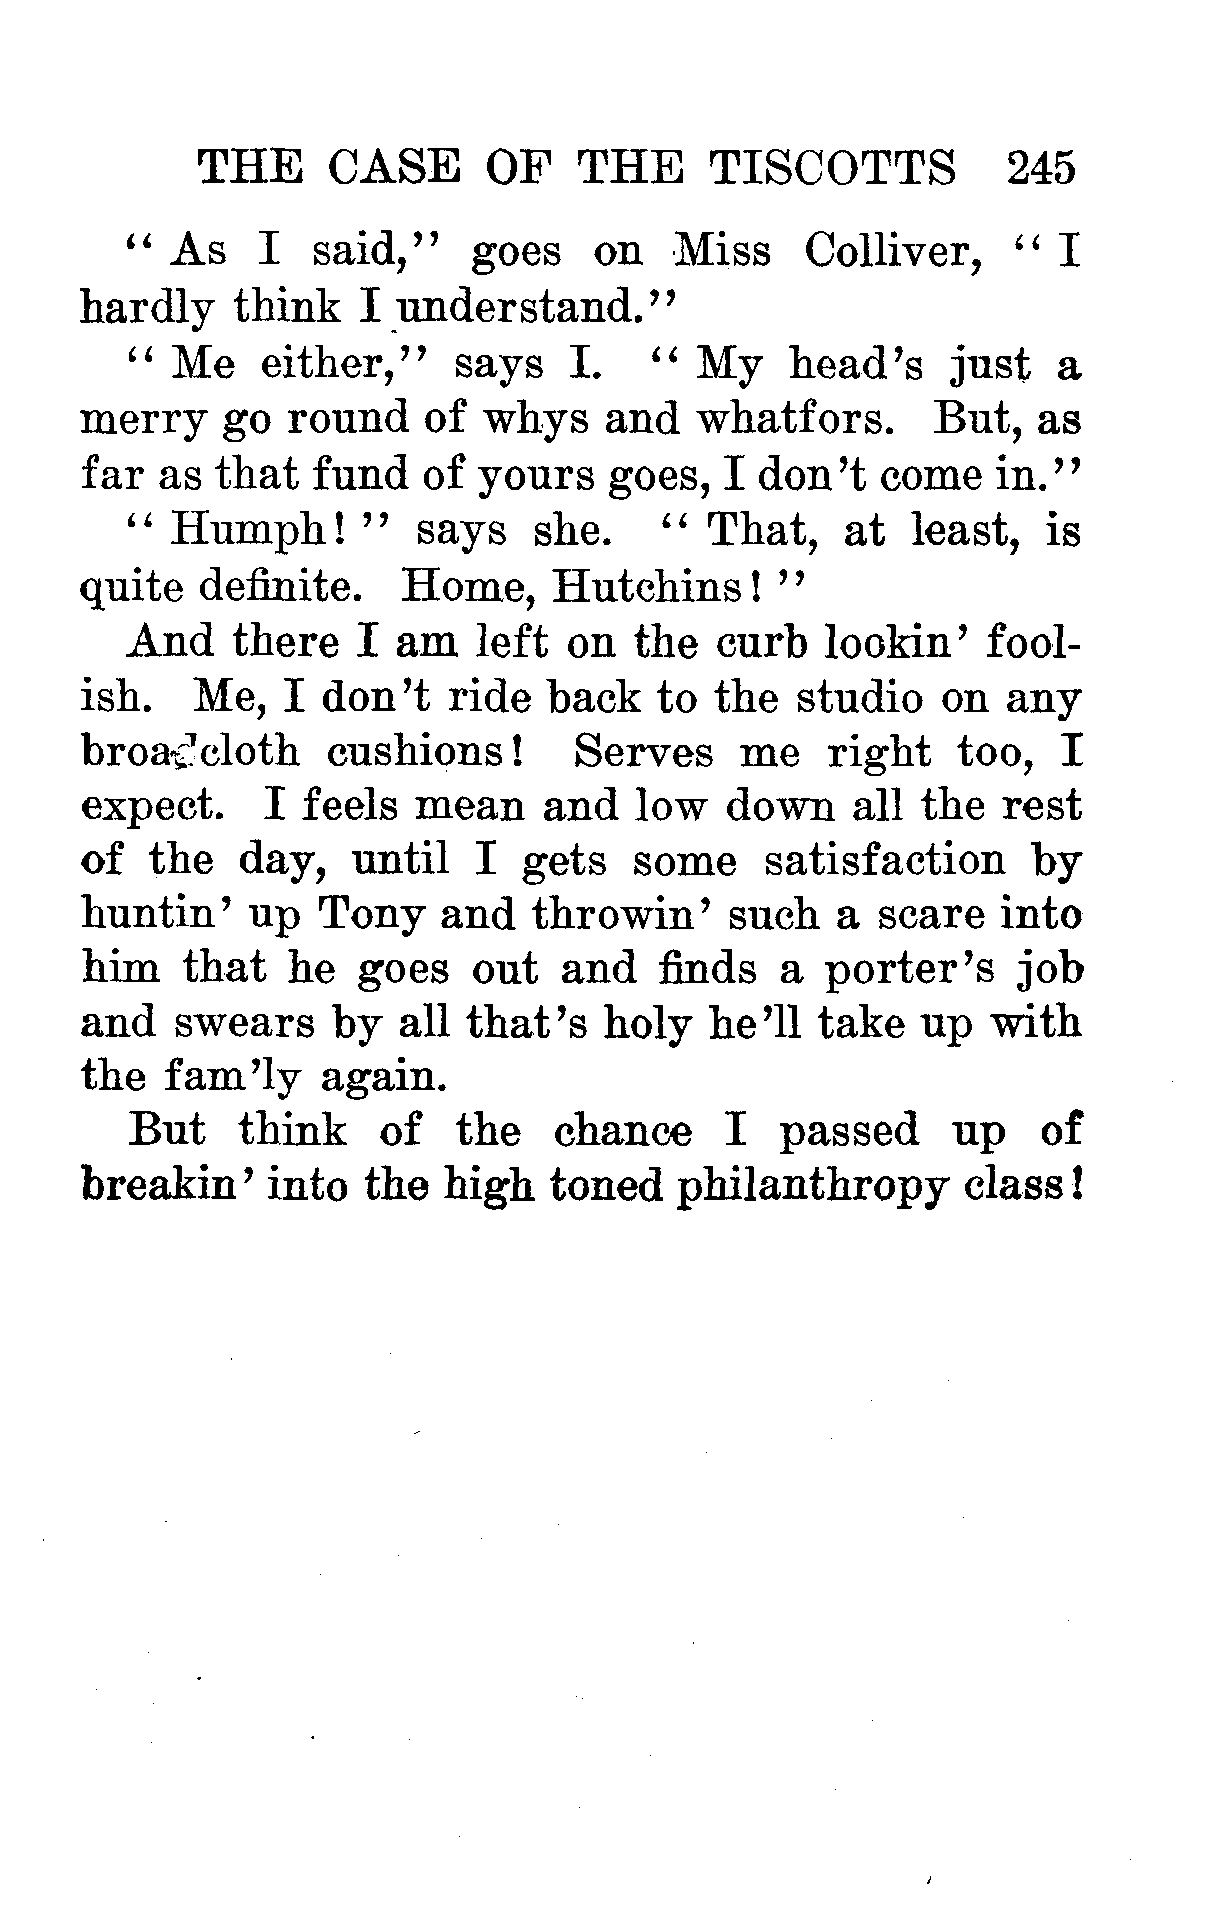 THE CASE OF THE TISCOTTS 245
“ As I said,” goes on Miss Colliver, “ I
hardly think I understand.”
“ Me either,” says I. “ My head’s just a
merry go round of whys and whatfors. But, as
far as that fund of yours goes, I don’t come in.”
“ Humph! ” says she. “ That, at least, is
quite definite. Home, Hutchins! ”
And there I am left on the curb lookin’ fool-
ish. Me, I don’t ride back to the studio on any
broadcloth cushions! Serves me right too, I
expect. I feels mean and low down all the rest
of the day, until I gets some satisfaction by
huntin’ up Tony and throwin’ such a scare into
him that he goes out and finds a porter’s job
and swears by all that’s holy he’ll take up with
the fam’ly again.
But think of the chance I passed up of
breakin’ into the high toned philanthropy class!